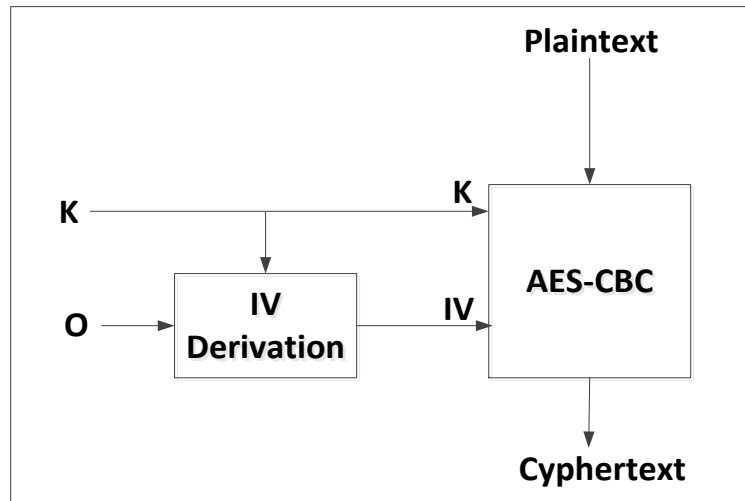 Plaintext
K
K
O
IV
Derivation
IV
AES-CBC
Cyphertext